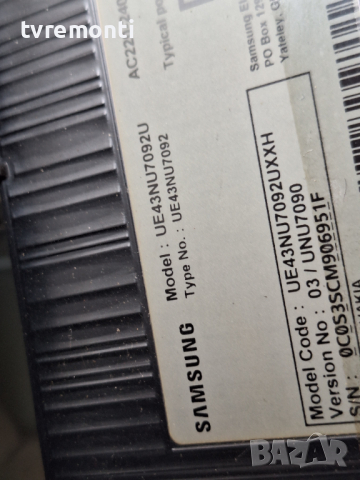 tvremonti
AC22
Typical po
Samsung El
PO Box 12
Yateley, G
Model : UE43NU7092U
Type No. : UE43NU7092
SAMSUNG
Model Code : UE43NU7092UXXH
Version No : 03 / UNU7090
S/N : 0C0S3SCM906951F
BAZAR